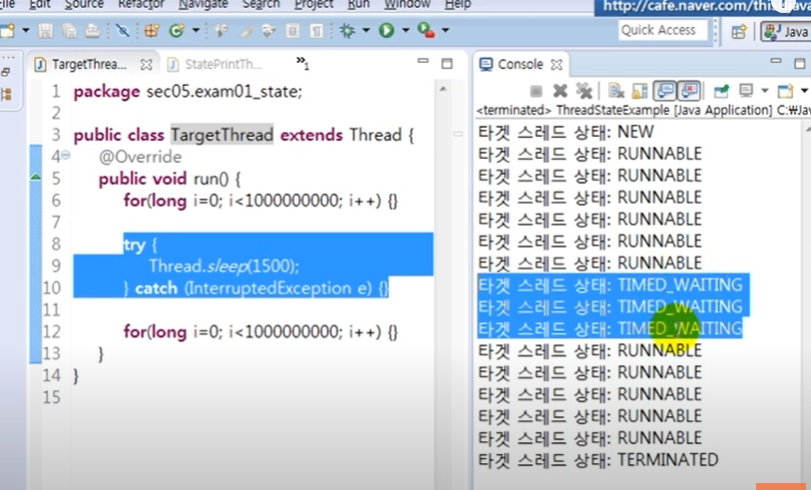 Edit Source Refactor Navigate Search Project Run Window Help
http://cafe.naver.com/this
Quick Access
Java
TargetThrea...
StatePrintTh...
»1
1 package sec05.exam01_state;
2
3 public class TargetThread extends Thread {
4 @Override
5 public void run() {
6 for(long i=0; i<1000000000; i++) {}
7
8 try {
9 Thread.sleep(1500);
10 } catch (InterruptedException e) {}
11
12 for(long i=0; i<1000000000; i++) {}
13 }
14 }
15
Console
<terminated> ThreadStateExample [Java Application] C:₩Jav
타겟 스레드 상태: NEW
타겟 스레드 상태: RUNNABLE
타겟 스레드 상태: RUNNABLE
타겟 스레드 상태: RUNNABLE
타겟 스레드 상태: RUNNABLE
타겟 스레드 상태: RUNNABLE
타겟 스레드 상태: RUNNABLE
타겟 스레드 상태: TIMED_WAITING
타겟 스레드 상태: TIMED_WAITING
타겟 스레드 상태: TIMED_WAITING
타겟 스레드 상태: RUNNABLE
타겟 스레드 상태: RUNNABLE
타겟 스레드 상태: RUNNABLE
타겟 스레드 상태: RUNNABLE
타겟 스레드 상태: RUNNABLE
타겟 스레드 상태: TERMINATED